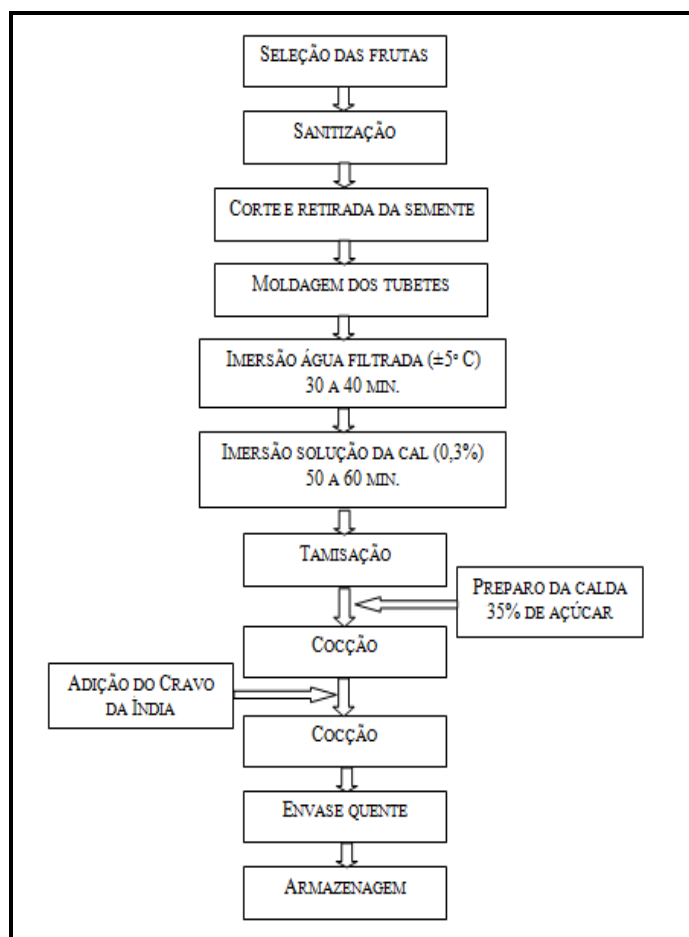 SELEÇÃO DAS FRUTAS
SANITIZAÇÃO
CORTE E RETIRADA DA SEMENTE
MOLDAGEM DOS TUBETES
IMERSÃO ÁGUA FILTRADA (±5º C)
30 A 40 MIN.
IMERSÃO SOLUÇÃO DA CAL (0,3%)
50 A 60 MIN.
TAMISAÇÃO
PREPARO DA CALDA
35% DE AÇÚCAR
COCÇÃO
ADIÇÃO DO CRAVO
DA ÍNDIA
COCÇÃO
ENVASE QUENTE
ARMAZENAGEM